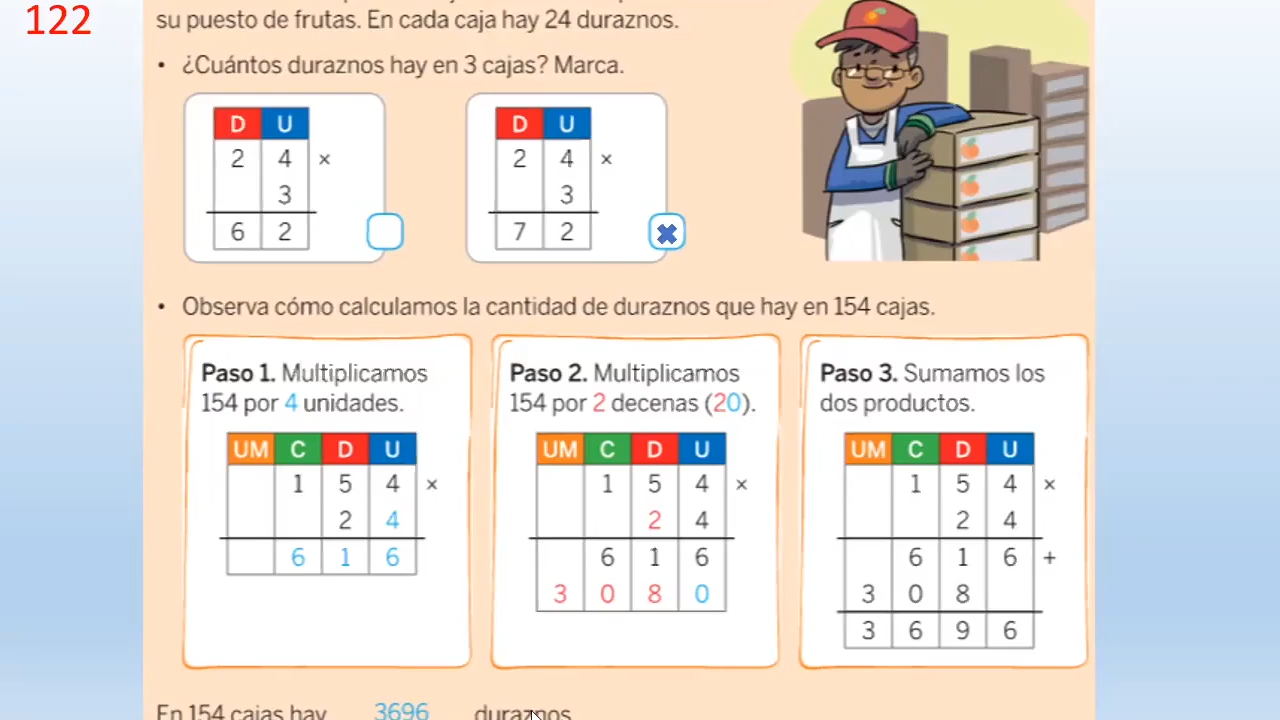 122
su puesto de frutas. En cada caja hay 24 duraznos.
• ¿Cuántos duraznos hay en 3 cajas? Marca.
D U
2 4 ×
3
6 2
D U
2 4 ×
3
7 2
• Observa cómo calculamos la cantidad de duraznos que hay en 154 cajas.
Paso 1. Multiplicamos
154 por 4 unidades.
UM C D U
1 5 4 ×
2 4
6 1 6
Paso 2. Multiplicamos
154 por 2 decenas (20).
UM C D U
1 5 4 ×
2 4
6 1 6
3 0 8 0
Paso 3. Sumamos los
dos productos.
UM C D U
1 5 4 ×
2 4
6 1 6 +
3 0 8
3 6 9 6
En 154 cajas hay 3696 duraznos